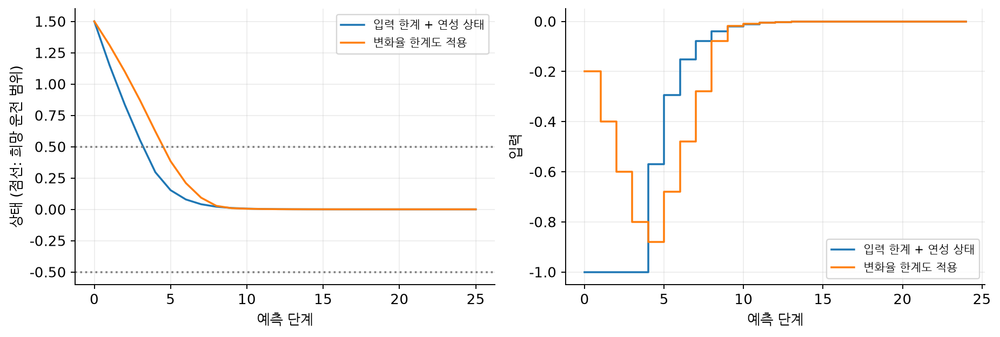 상태 (점선: 희망 운전 범위)
1.50
1.25
1.00
0.75
0.50
0.25
0.00
-0.25
-0.50
입력 한계 + 연성 상태
변화율 한계도 적용
0 5 10 15 20 25
예측 단계
입력
0.0
-0.2
-0.4
-0.6
-0.8
-1.0
입력 한계 + 연성 상태
변화율 한계도 적용
0 5 10 15 20 25
예측 단계